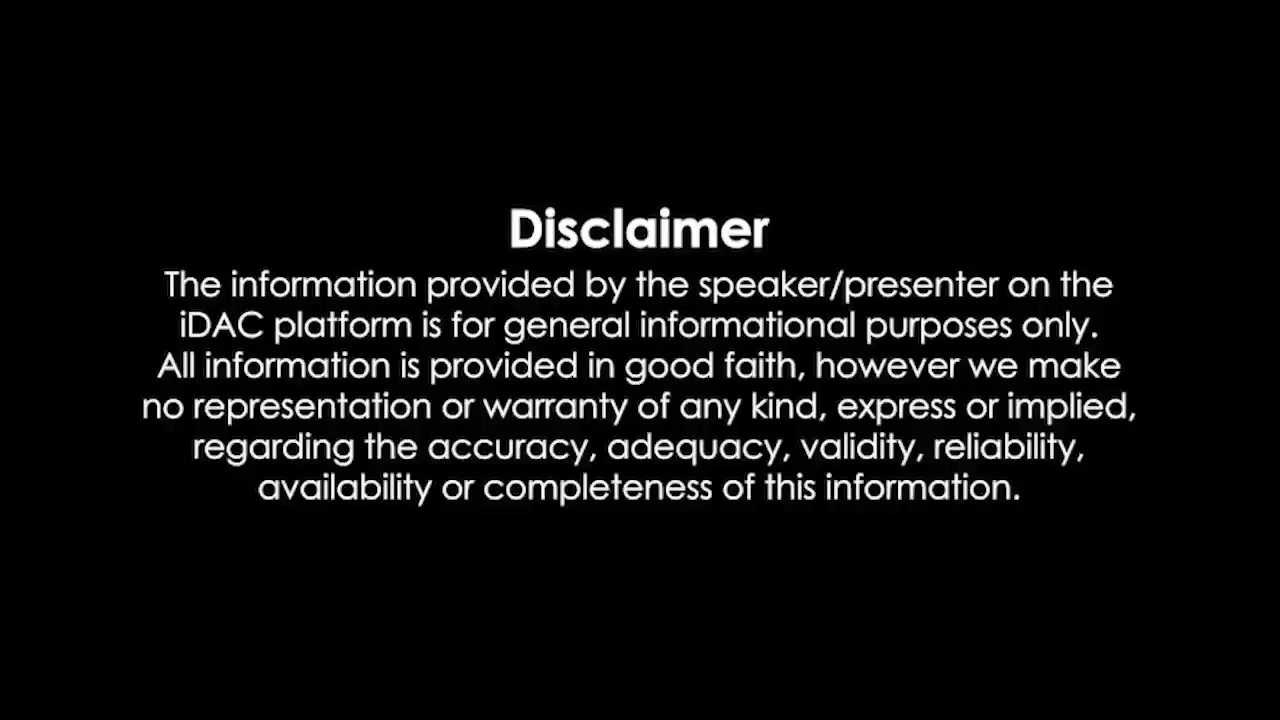 Disclaimer
The information provided by the speaker/presenter on the
iDAC platform is for general informational purposes only.
All information is provided in good faith, however we make
no representation or warranty of any kind, express or implied,
regarding the accuracy, adequacy, validity, reliability,
availability or completeness of this information.